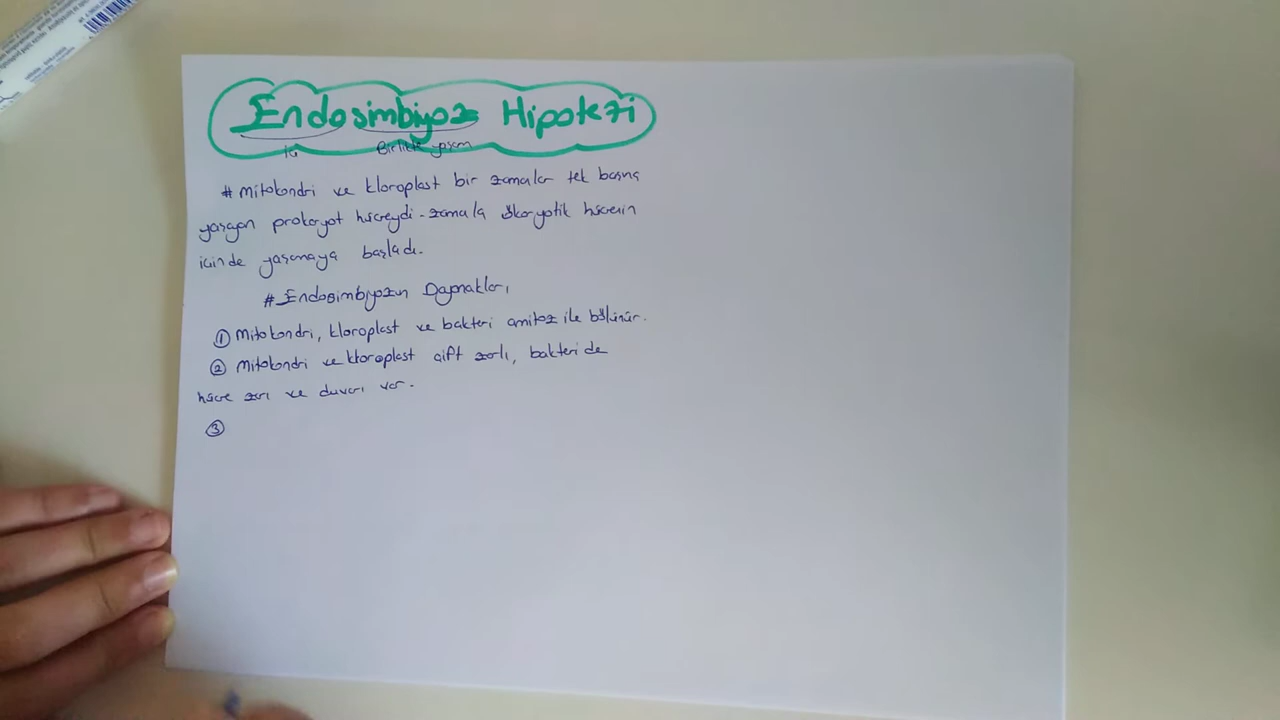 Endosimbiyoz Hipotezi
iç Birlikte yaşam
# Mitokondri ve kloroplast bir zamanlar tek başına
yaşayan prokaryot hücreydi. zamanla ökaryotik hücrenin
içinde yaşamaya başladı.
# Endosimbiyozun Dayanakları
① Mitokondri, kloroplast ve bakteri amitoz ile bölünür.
② Mitokondri ve kloroplast çift zarlı, bakteri de
hücre zarı ve duvarı var.
③